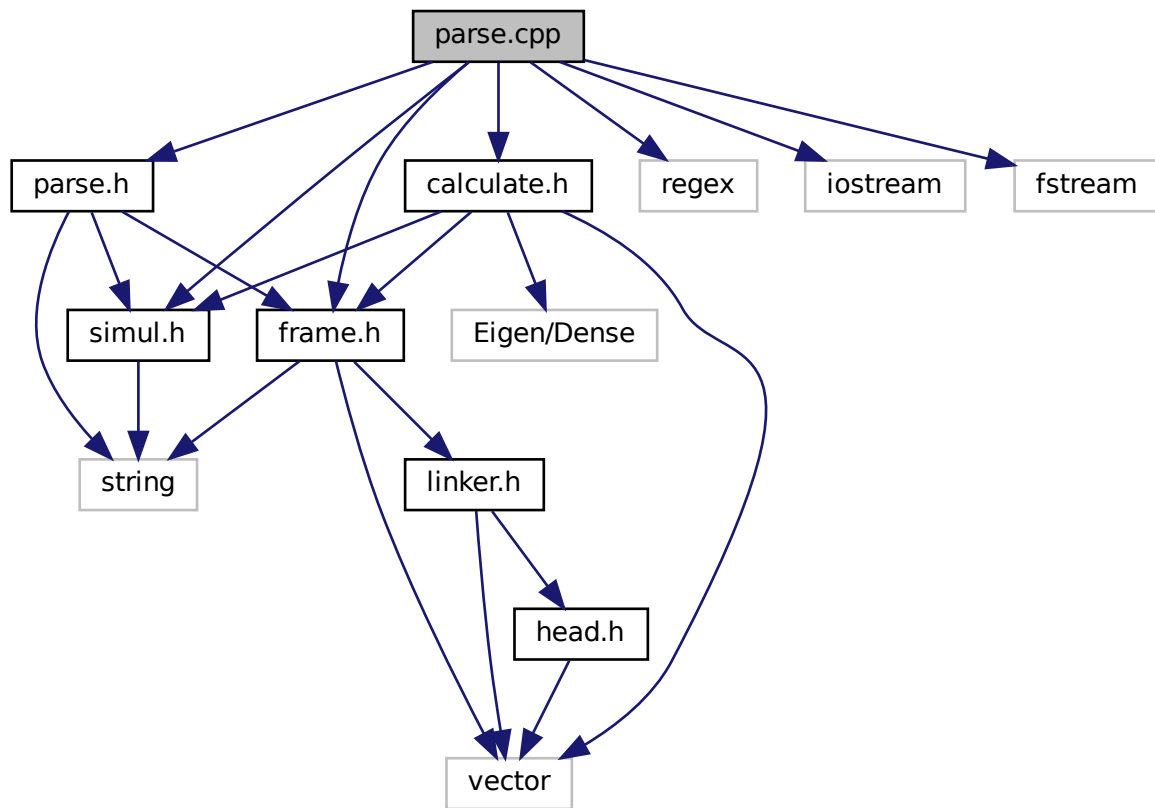 parse.cpp
parse.h
calculate.h
regex
iostream
fstream
simul.h
frame.h
Eigen/Dense
string
linker.h
head.h
vector